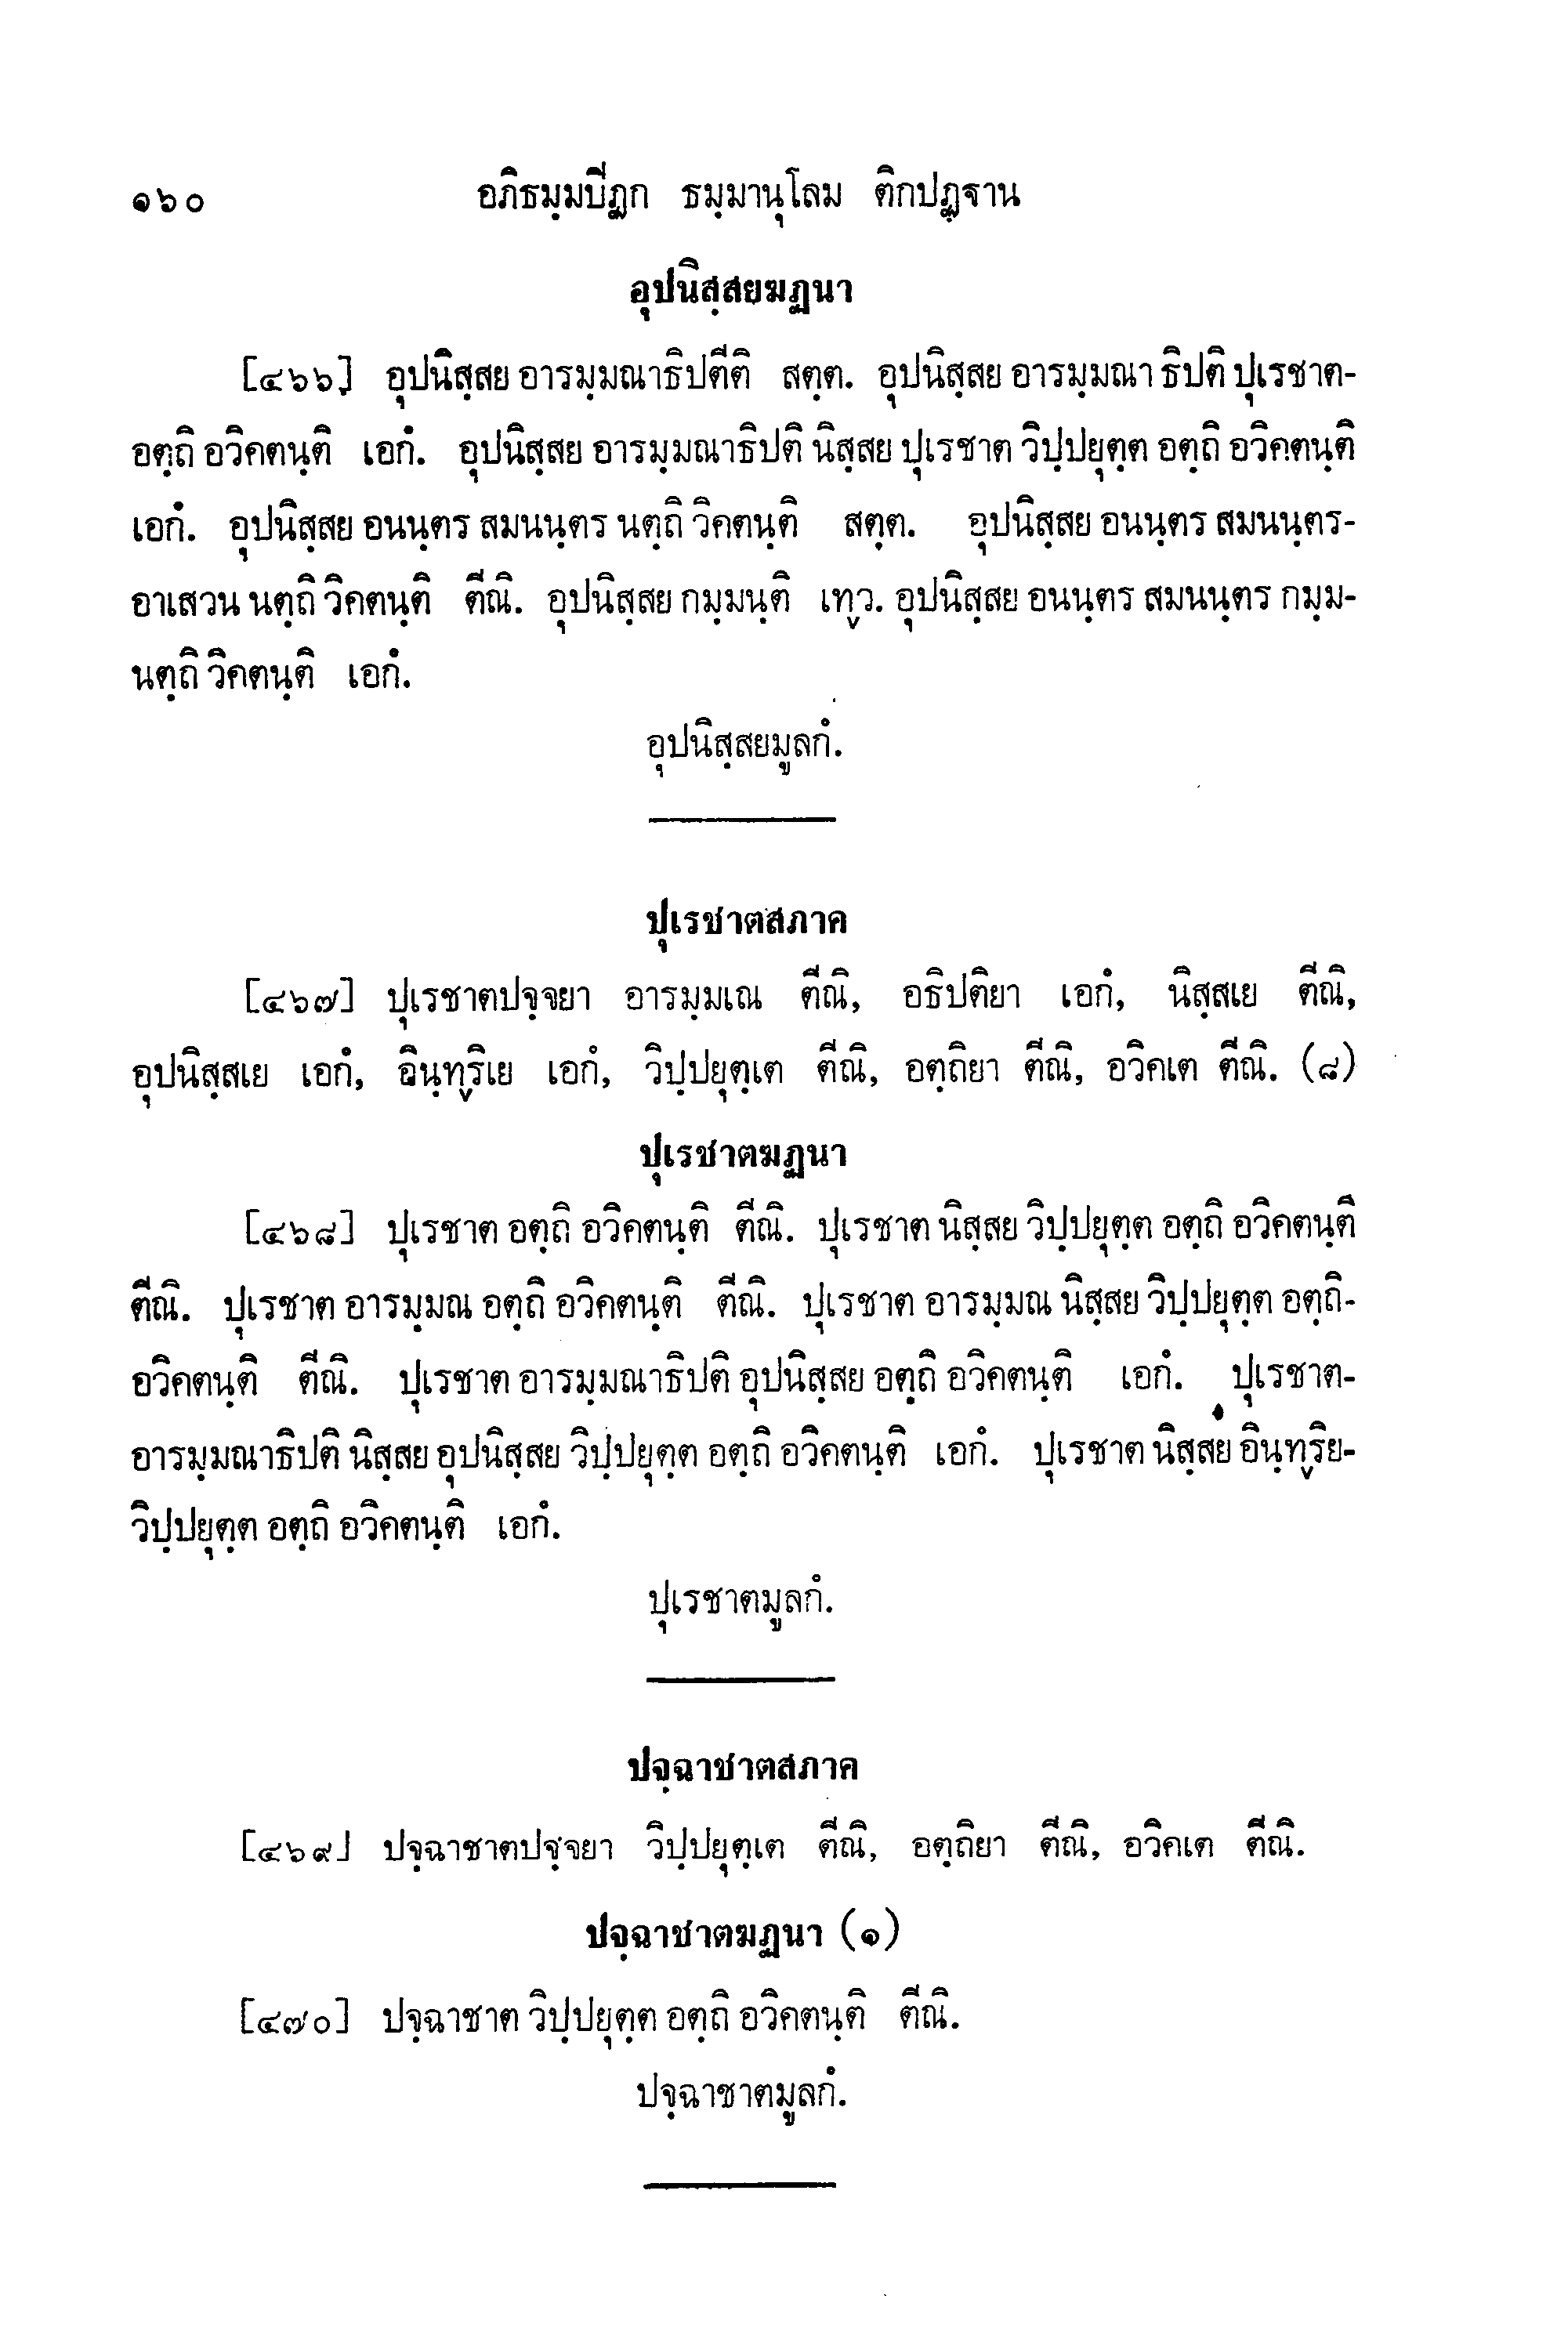 ๑๖๐ อภิธมฺมปีฏก ธมฺมานุโลม ติกปฏฺฐาน
อุปนิสฺสยฆฏนา
[๔๖๖] อุปนิสฺสย อารมฺมณาธิปตีติ สตฺต. อุปนิสฺสย อารมฺมณาธิปติ ปุเรชาต-
อตฺถิ อวิคตนฺติ เอกํ. อุปนิสฺสย อารมฺมณาธิปติ นิสฺสย ปุเรชาต วิปฺปยุตฺต อตฺถิ อวิคตนฺติ
เอกํ. อุปนิสฺสย อนนฺตร สมนนฺตร นตฺถิ วิคตนฺติ สตฺต. อุปนิสฺสย อนนฺตร สมนนฺตร-
อาเสวน นตฺถิ วิคตนฺติ ตีณิ. อุปนิสฺสย กมฺมนฺติ เทฺว. อุปนิสฺสย อนนฺตร สมนนฺตร กมฺม-
นตฺถิ วิคตนฺติ เอกํ.
อุปนิสฺสยมูลกํ.
ปุเรชาตสภาค
[๔๖๗] ปุเรชาตปจฺจยา อารมฺมเณ ตีณิ, อธิปติยา เอกํ, นิสฺสเย ตีณิ,
อุปนิสฺสเย เอกํ, อินฺทฺริเย เอกํ, วิปฺปยุตฺเต ตีณิ, อตฺถิยา ตีณิ, อวิคเต ตีณิ. (๘)
ปุเรชาตฆฏนา
[๔๖๘] ปุเรชาต อตฺถิ อวิคตนฺติ ตีณิ. ปุเรชาต นิสฺสย วิปฺปยุตฺต อตฺถิ อวิคตนฺติ
ตีณิ. ปุเรชาต อารมฺมณ อตฺถิ อวิคตนฺติ ตีณิ. ปุเรชาต อารมฺมณ นิสฺสย วิปฺปยุตฺต อตฺถิ-
อวิคตนฺติ ตีณิ. ปุเรชาต อารมฺมณาธิปติ อุปนิสฺสย อตฺถิ อวิคตนฺติ เอกํ. ปุเรชาต-
อารมฺมณาธิปติ นิสฺสย อุปนิสฺสย วิปฺปยุตฺต อตฺถิ อวิคตนฺติ เอกํ. ปุเรชาต นิสฺสย อินฺทฺริย-
วิปฺปยุตฺต อตฺถิ อวิคตนฺติ เอกํ.
ปุเรชาตมูลกํ.
ปจฺฉาชาตสภาค
[๔๖๙] ปจฺฉาชาตปจฺจยา วิปฺปยุตฺเต ตีณิ, อตฺถิยา ตีณิ, อวิคเต ตีณิ.
ปจฺฉาชาตฆฏนา (๑)
[๔๗๐] ปจฺฉาชาต วิปฺปยุตฺต อตฺถิ อวิคตนฺติ ตีณิ.
ปจฺฉาชาตมูลกํ.